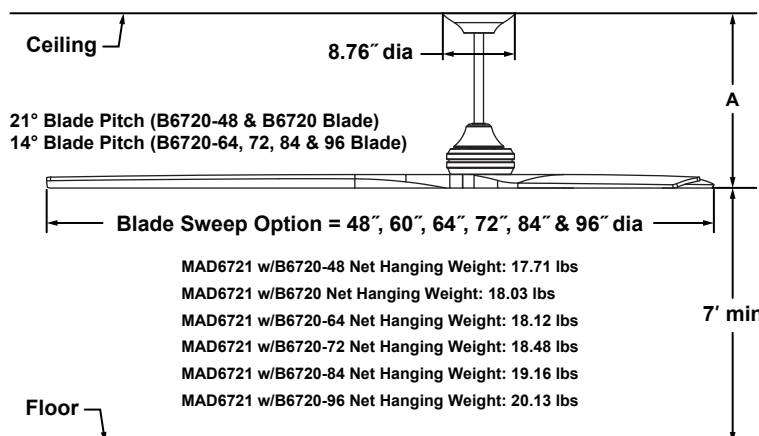 Ceiling
8.76″ dia
A
21° Blade Pitch (B6720-48 & B6720 Blade)
14° Blade Pitch (B6720-64, 72, 84 & 96 Blade)
Blade Sweep Option = 48″, 60″, 64″, 72″, 84″ & 96″ dia
MAD6721 w/B6720-48 Net Hanging Weight: 17.71 lbs
MAD6721 w/B6720 Net Hanging Weight: 18.03 lbs
MAD6721 w/B6720-64 Net Hanging Weight: 18.12 lbs
7′ min
MAD6721 w/B6720-72 Net Hanging Weight: 18.48 lbs
MAD6721 w/B6720-84 Net Hanging Weight: 19.16 lbs
MAD6721 w/B6720-96 Net Hanging Weight: 20.13 lbs
Floor